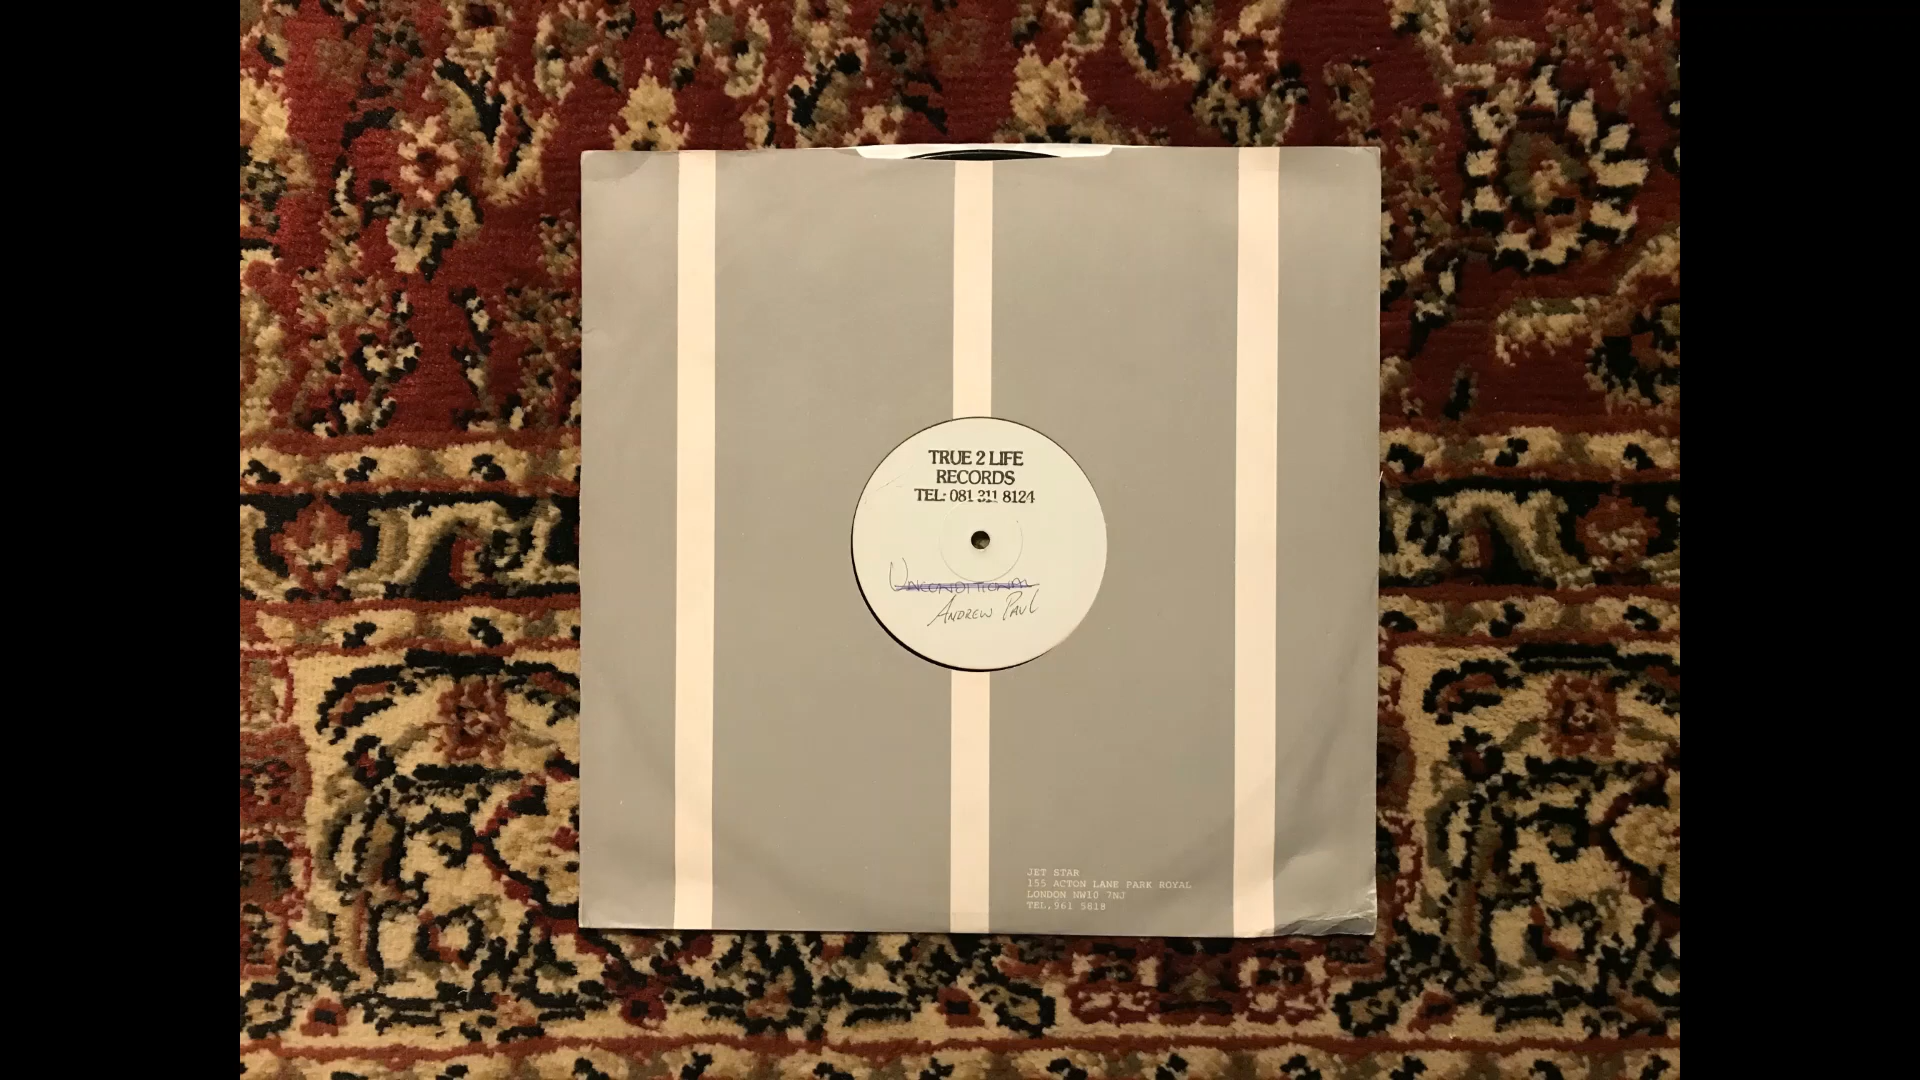 TRUE 2 LIFE
RECORDS
TEL: 081 311 8124
UNCONDITIONAL
ANDREW PAUL
JET STAR
155 ACTON LANE PARK ROYAL
LONDON NW10 7NJ
TEL.961 5818